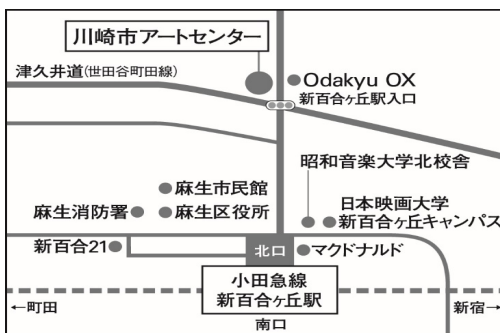 川崎市アートセンター
津久井道(世田谷町田線)
Odakyu OX
新百合ヶ丘駅入口
昭和音楽大学北校舎
麻生市民館
日本映画大学
新百合ヶ丘キャンパス
麻生消防署
麻生区役所
新百合21
北口
マクドナルド
小田急線
新百合ヶ丘駅
←町田
新宿→
南口